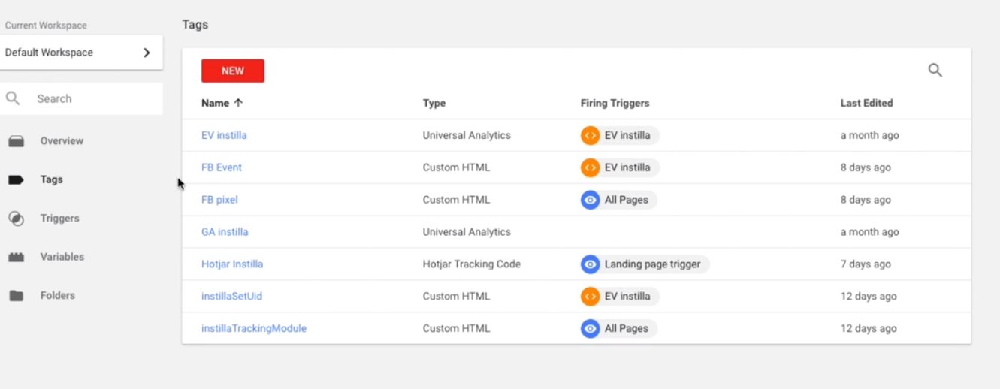 Current Workspace
Default Workspace
Search
Overview
Tags
Triggers
Variables
Folders
Tags
NEW
Name Type Firing Triggers Last Edited
EV instilla Universal Analytics EV instilla a month ago
FB Event Custom HTML EV instilla 8 days ago
FB pixel Custom HTML All Pages 8 days ago
GA instilla Universal Analytics a month ago
Hotjar Instilla Hotjar Tracking Code Landing page trigger 7 days ago
instillaSetUid Custom HTML EV instilla 12 days ago
instillaTrackingModule Custom HTML All Pages 12 days ago